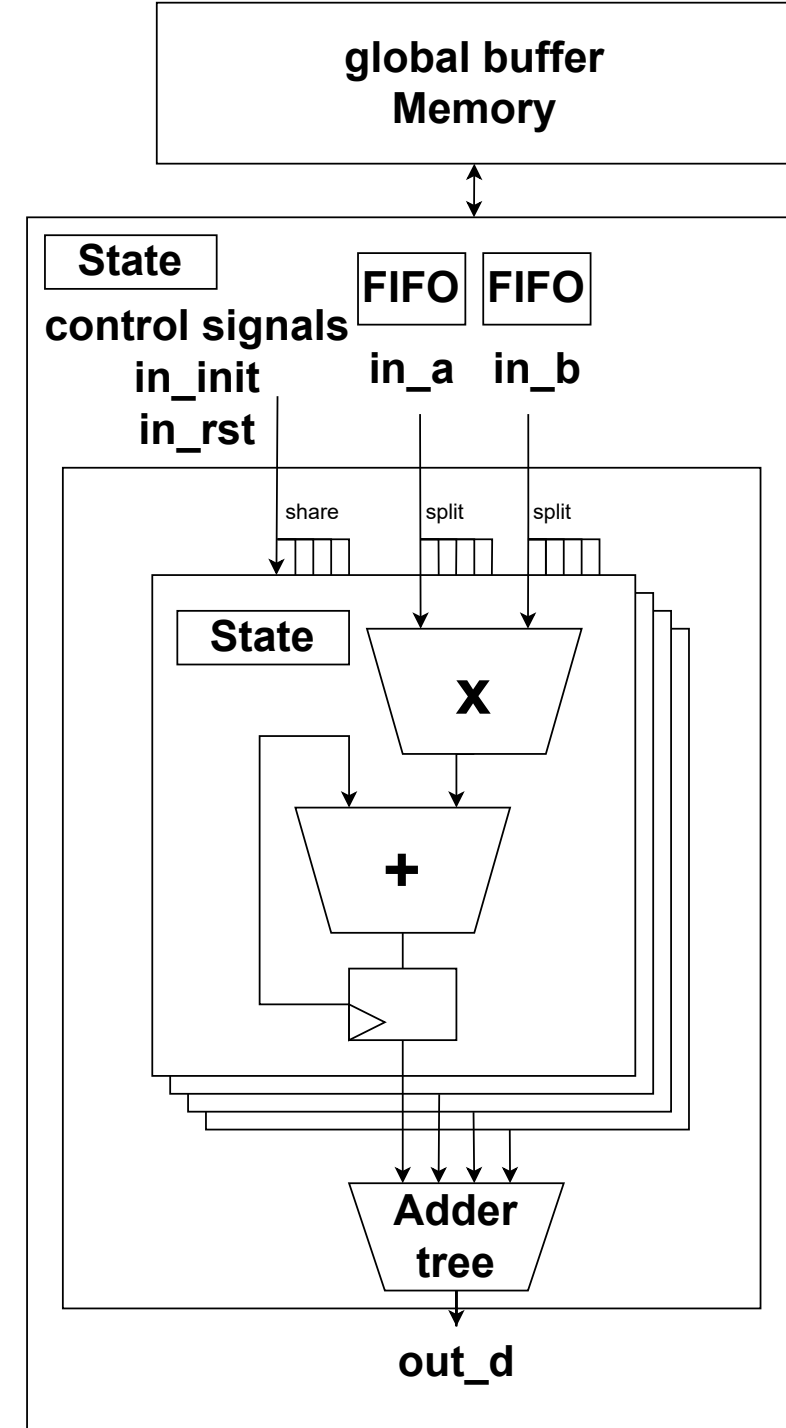 global buffer
Memory
State
FIFO
FIFO
control signals
in_init
in_rst
in_a
in_b
share
split
split
State
x
+
Adder
tree
out_d